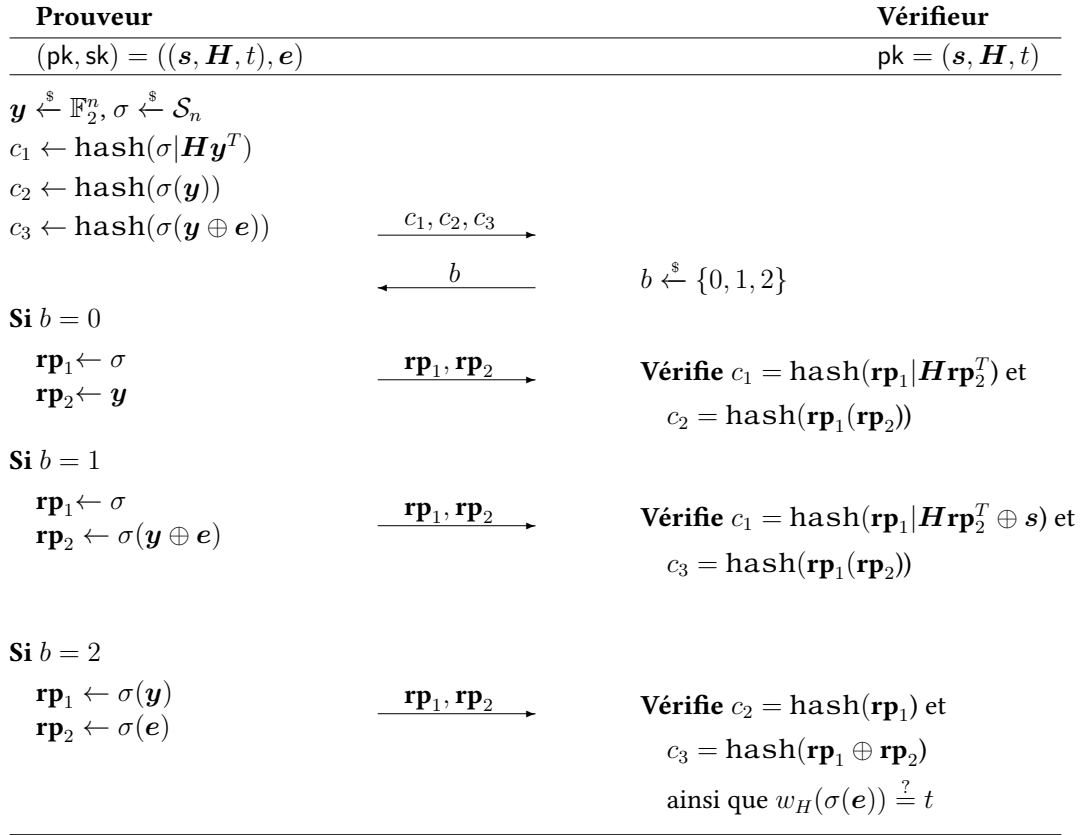 Prouveur Vérifieur
(pk, sk) = ((s, H, t), e) pk = (s, H, t)
y ←$ 𝔽₂ⁿ, σ ←$ 𝒮ₙ
c₁ ← hash(σ|Hyᵀ)
c₂ ← hash(σ(y))
c₃ ← hash(σ(y ⊕ e)) c₁, c₂, c₃
b b ←$ {0, 1, 2}
Si b = 0
rp₁ ← σ
rp₂ ← y
rp₁, rp₂
Vérifie c₁ = hash(rp₁|Hrp₂ᵀ) et
c₂ = hash(rp₁(rp₂))
Si b = 1
rp₁ ← σ
rp₂ ← σ(y ⊕ e)
rp₁, rp₂
Vérifie c₁ = hash(rp₁|Hrp₂ᵀ ⊕ s) et
c₃ = hash(rp₁(rp₂))
Si b = 2
rp₁ ← σ(y)
rp₂ ← σ(e)
rp₁, rp₂
Vérifie c₂ = hash(rp₁) et
c₃ = hash(rp₁ ⊕ rp₂)
ainsi que w_H(σ(e)) ≟ t